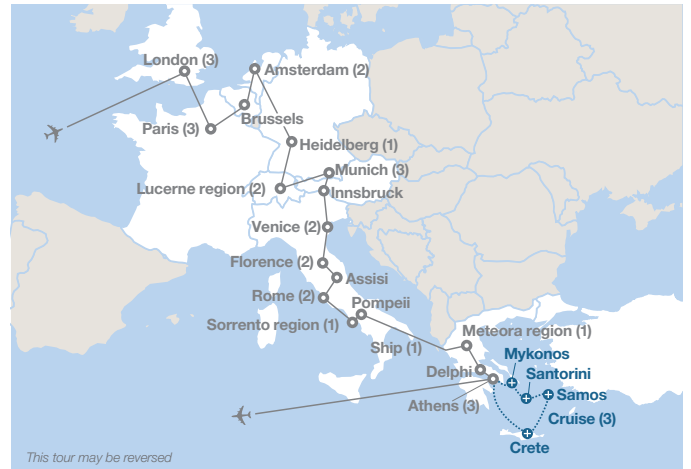 London (3)
Amsterdam (2)
Brussels
Paris (3)
Heidelberg (1)
Munich (3)
Lucerne region (2)
Innsbruck
Venice (2)
Florence (2)
Assisi
Rome (2)
Pompeii
Sorrento region (1)
Meteora region (1)
Ship (1)
Mykonos
Delphi
Santorini
Samos
Athens (3)
Cruise (3)
Crete
This tour may be reversed